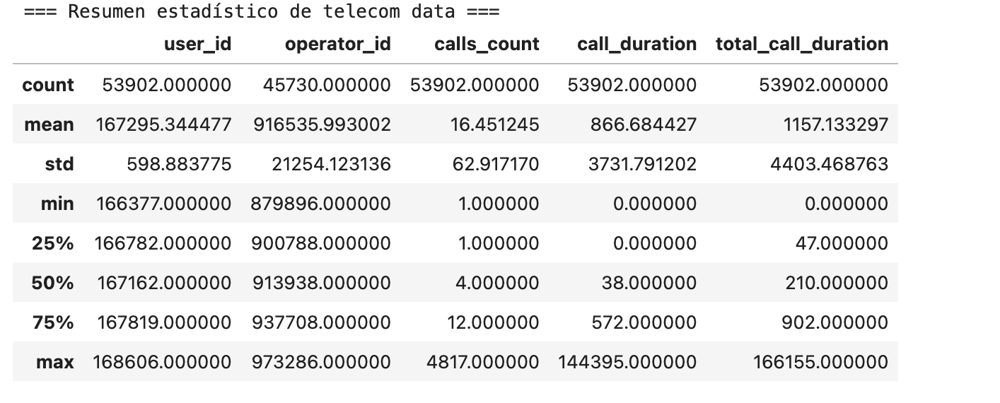 === Resumen estadístico de telecom data ===
user_id operator_id calls_count call_duration total_call_duration
count 53902.000000 45730.000000 53902.000000 53902.000000 53902.000000
mean 167295.344477 916535.993002 16.451245 866.684427 1157.133297
std 598.883775 21254.123136 62.917170 3731.791202 4403.468763
min 166377.000000 879896.000000 1.000000 0.000000 0.000000
25% 166782.000000 900788.000000 1.000000 0.000000 47.000000
50% 167162.000000 913938.000000 4.000000 38.000000 210.000000
75% 167819.000000 937708.000000 12.000000 572.000000 902.000000
max 168606.000000 973286.000000 4817.000000 144395.000000 166155.000000